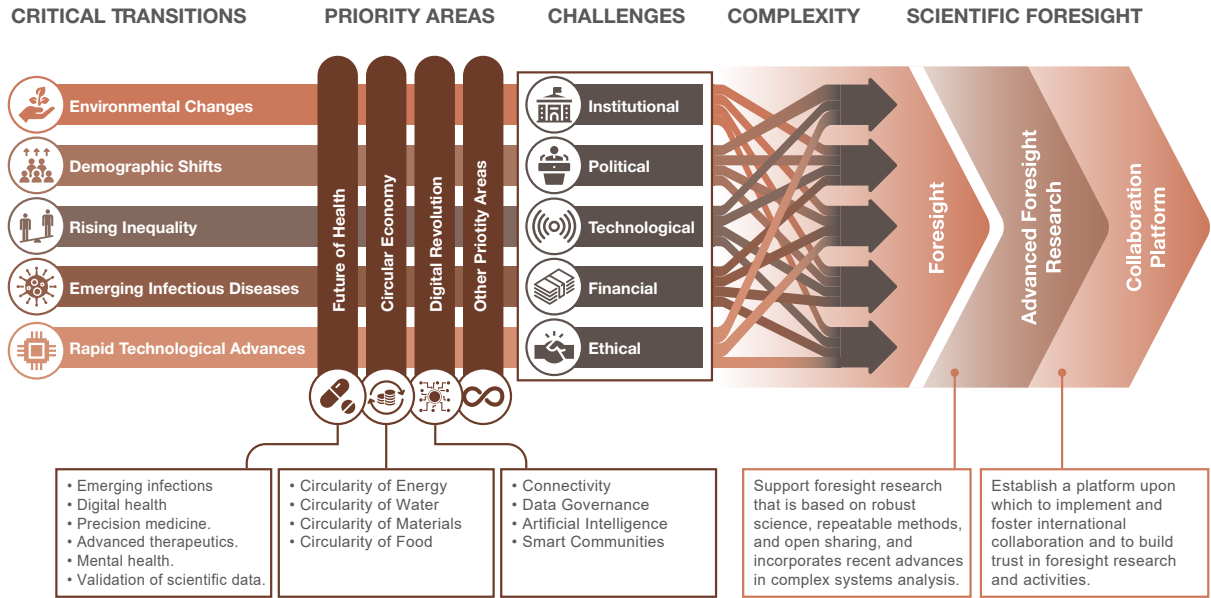 CRITICAL TRANSITIONS
PRIORITY AREAS
CHALLENGES
COMPLEXITY
SCIENTIFIC FORESIGHT
Environmental Changes
Demographic Shifts
Rising Inequality
Emerging Infectious Diseases
Rapid Technological Advances
Future of Health
Circular Economy
Digital Revolution
Other Priotity Areas
Institutional
Political
Technological
Financial
Ethical
Foresight
Advanced Foresight
Research
Collaboration
Platform
• Emerging infections
• Digital health
• Precision medicine.
• Advanced therapeutics.
• Mental health.
• Validation of scientific data.
• Circularity of Energy
• Circularity of Water
• Circularity of Materials
• Circularity of Food
• Connectivity
• Data Governance
• Artificial Intelligence
• Smart Communities
Support foresight research
that is based on robust
science, repeatable methods,
and open sharing, and
incorporates recent advances
in complex systems analysis.
Establish a platform upon
which to implement and
foster international
collaboration and to build
trust in foresight research
and activities.